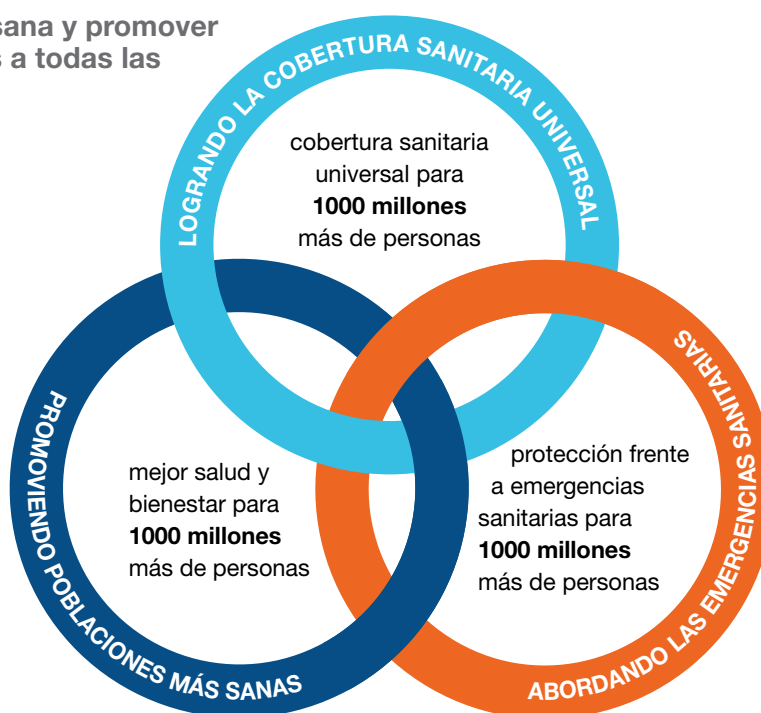 sana y promover
s a todas las
LOGRANDO LA COBERTURA SANITARIA UNIVERSAL
cobertura sanitaria
universal para
1000 millones
más de personas
PROMOVIENDO POBLACIONES MÁS SANAS
mejor salud y
bienestar para
1000 millones
más de personas
ABORDANDO LAS EMERGENCIAS SANITARIAS
protección frente
a emergencias
sanitarias para
1000 millones
más de personas